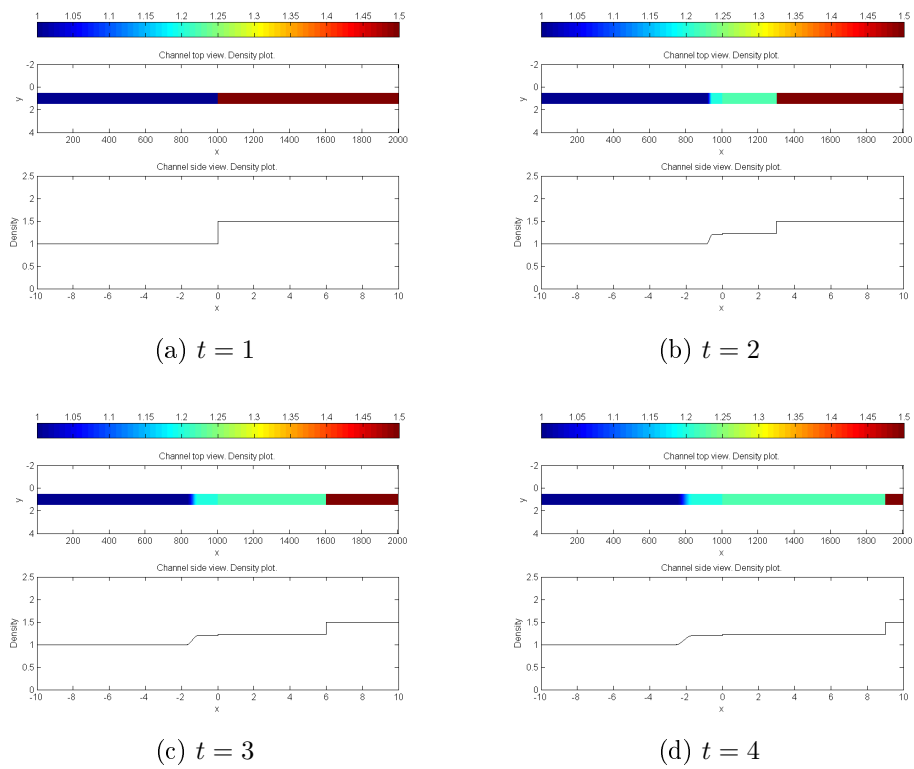 1 1.05 1.1 1.15 1.2 1.25 1.3 1.35 1.4 1.45 1.5
Channel top view. Density plot.
-2
0
2
4
y
200 400 600 800 1000 1200 1400 1600 1800 2000
x
Channel side view. Density plot.
2.5
2
1.5
1
0.5
0
Density
-10 -8 -6 -4 -2 0 2 4 6 8 10
x
(a) t = 1
1 1.05 1.1 1.15 1.2 1.25 1.3 1.35 1.4 1.45 1.5
Channel top view. Density plot.
-2
0
2
4
y
200 400 600 800 1000 1200 1400 1600 1800 2000
x
Channel side view. Density plot.
2.5
2
1.5
1
0.5
0
Density
-10 -8 -6 -4 -2 0 2 4 6 8 10
x
(b) t = 2
1 1.05 1.1 1.15 1.2 1.25 1.3 1.35 1.4 1.45 1.5
Channel top view. Density plot.
-2
0
2
4
y
200 400 600 800 1000 1200 1400 1600 1800 2000
x
Channel side view. Density plot.
2.5
2
1.5
1
0.5
0
Density
-10 -8 -6 -4 -2 0 2 4 6 8 10
x
(c) t = 3
1 1.05 1.1 1.15 1.2 1.25 1.3 1.35 1.4 1.45 1.5
Channel top view. Density plot.
-2
0
2
4
y
200 400 600 800 1000 1200 1400 1600 1800 2000
x
Channel side view. Density plot.
2.5
2
1.5
1
0.5
0
Density
-10 -8 -6 -4 -2 0 2 4 6 8 10
x
(d) t = 4